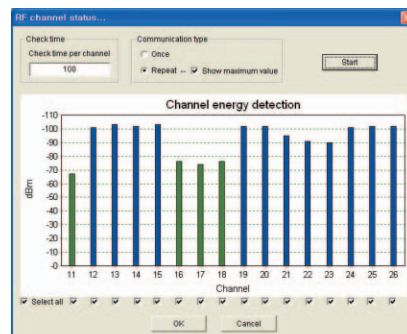 RF channel status...
Check time
Check time per channel
100
Communication type
Once
Repeat -- Show maximum value
Start
Channel energy detection
-110
-100
-90
-80
-70
-60
-50
-40
-30
-20
-10
-0
dBm
11 12 13 14 15 16 17 18 19 20 21 22 23 24 25 26
Channel
Select all
OK Cancel